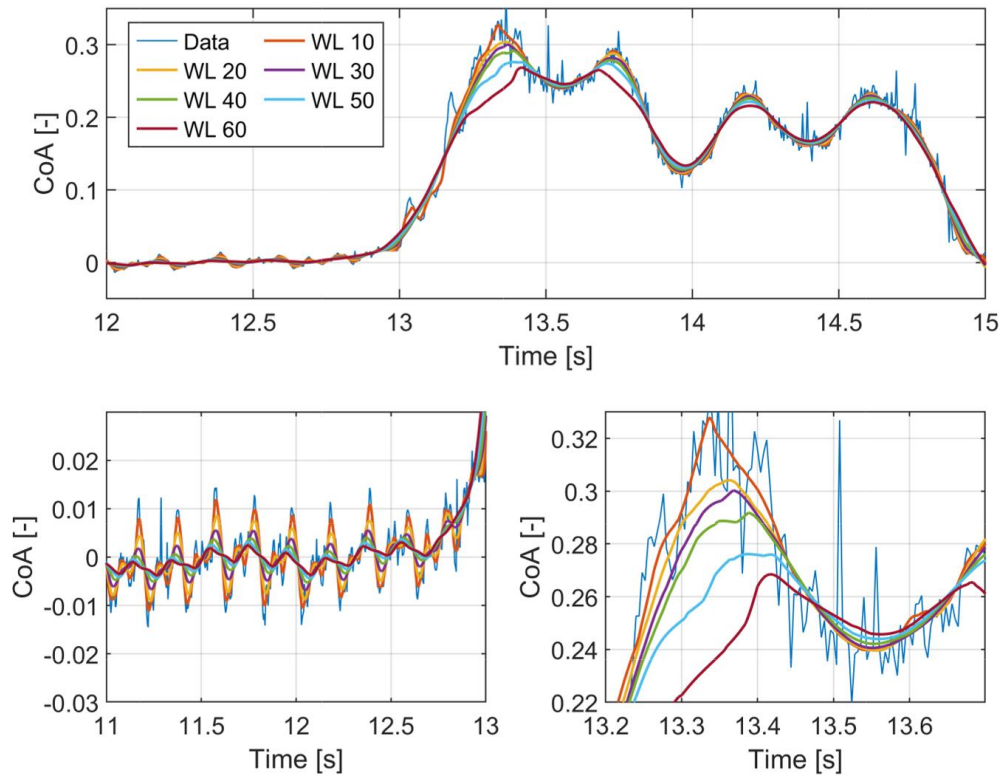 0.3
0.2
0.1
0
CoA [-]
Data
WL 10
WL 20
WL 30
WL 40
WL 50
WL 60
12
12.5
13
13.5
14
14.5
15
Time [s]
0.02
0.01
0
-0.01
-0.02
-0.03
CoA [-]
11
11.5
12
12.5
13
Time [s]
0.32
0.3
0.28
0.26
0.24
0.22
CoA [-]
13.2
13.3
13.4
13.5
13.6
Time [s]